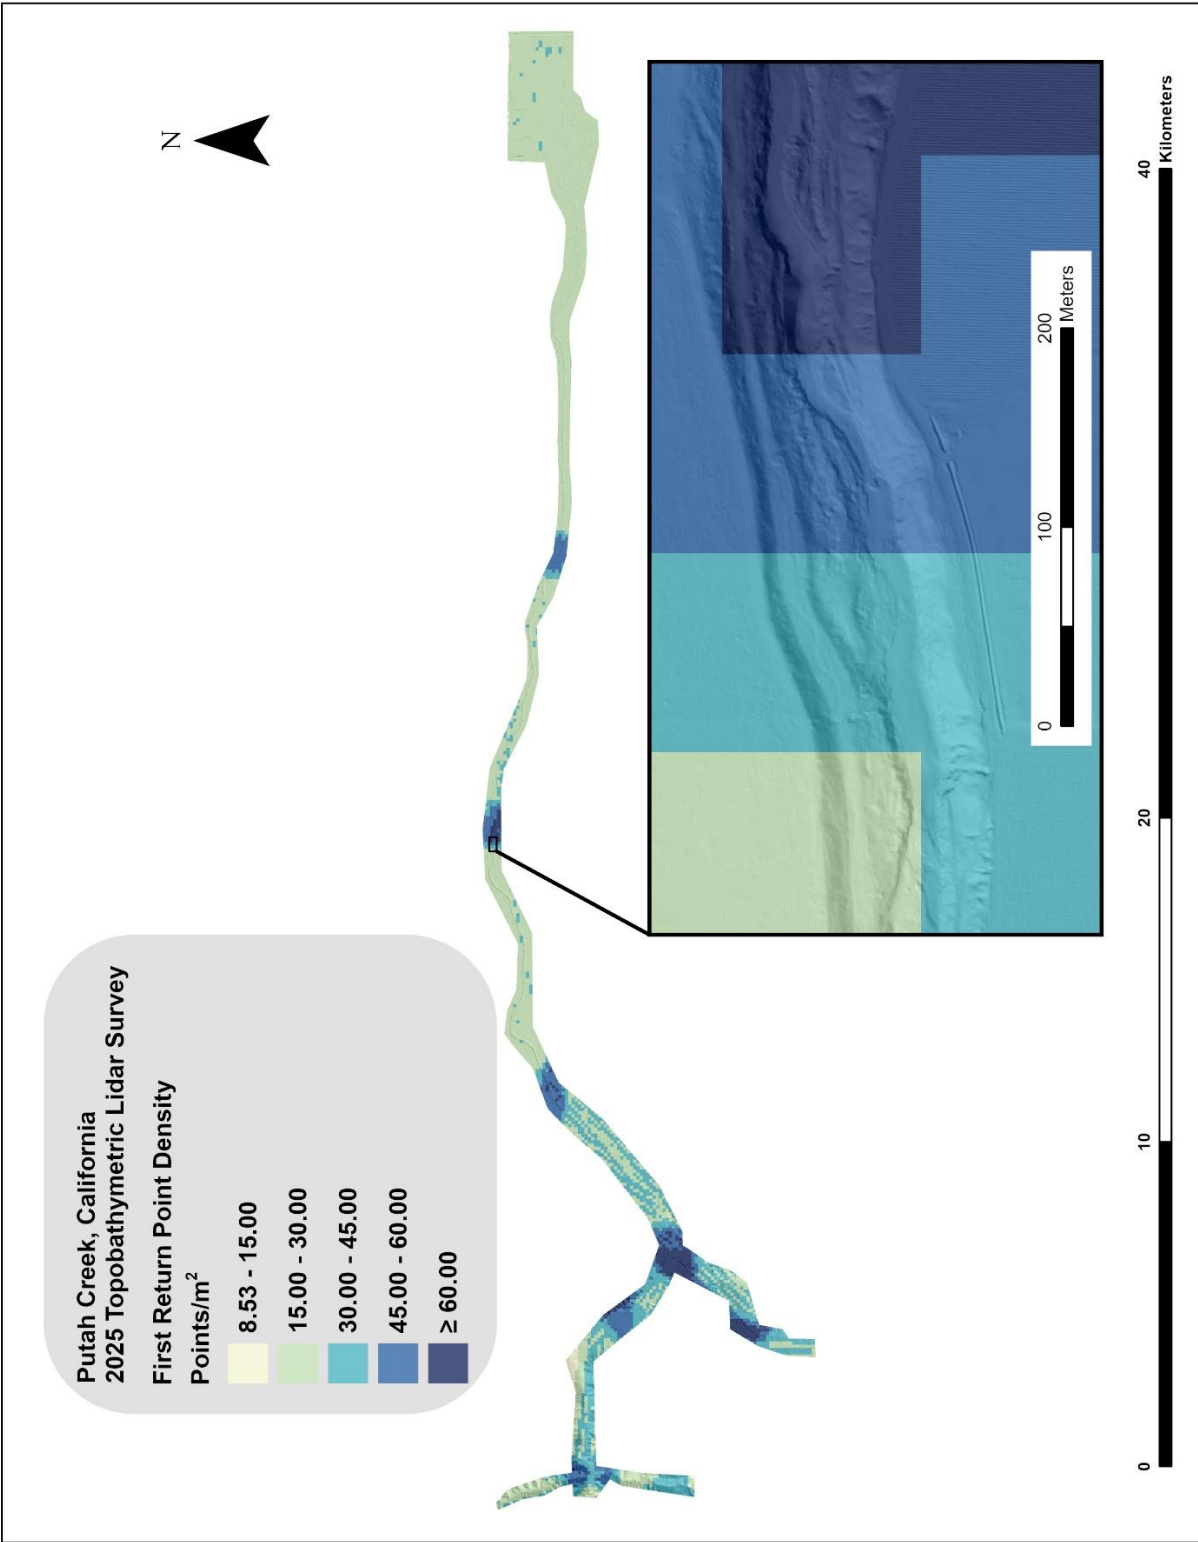 Putah Creek, California
2025 Topobathymetric Lidar Survey
First Return Point Density
Points/m²
8.53 - 15.00
15.00 - 30.00
30.00 - 45.00
45.00 - 60.00
≥ 60.00
N
0 100 200
Meters
0 10 20 40
Kilometers